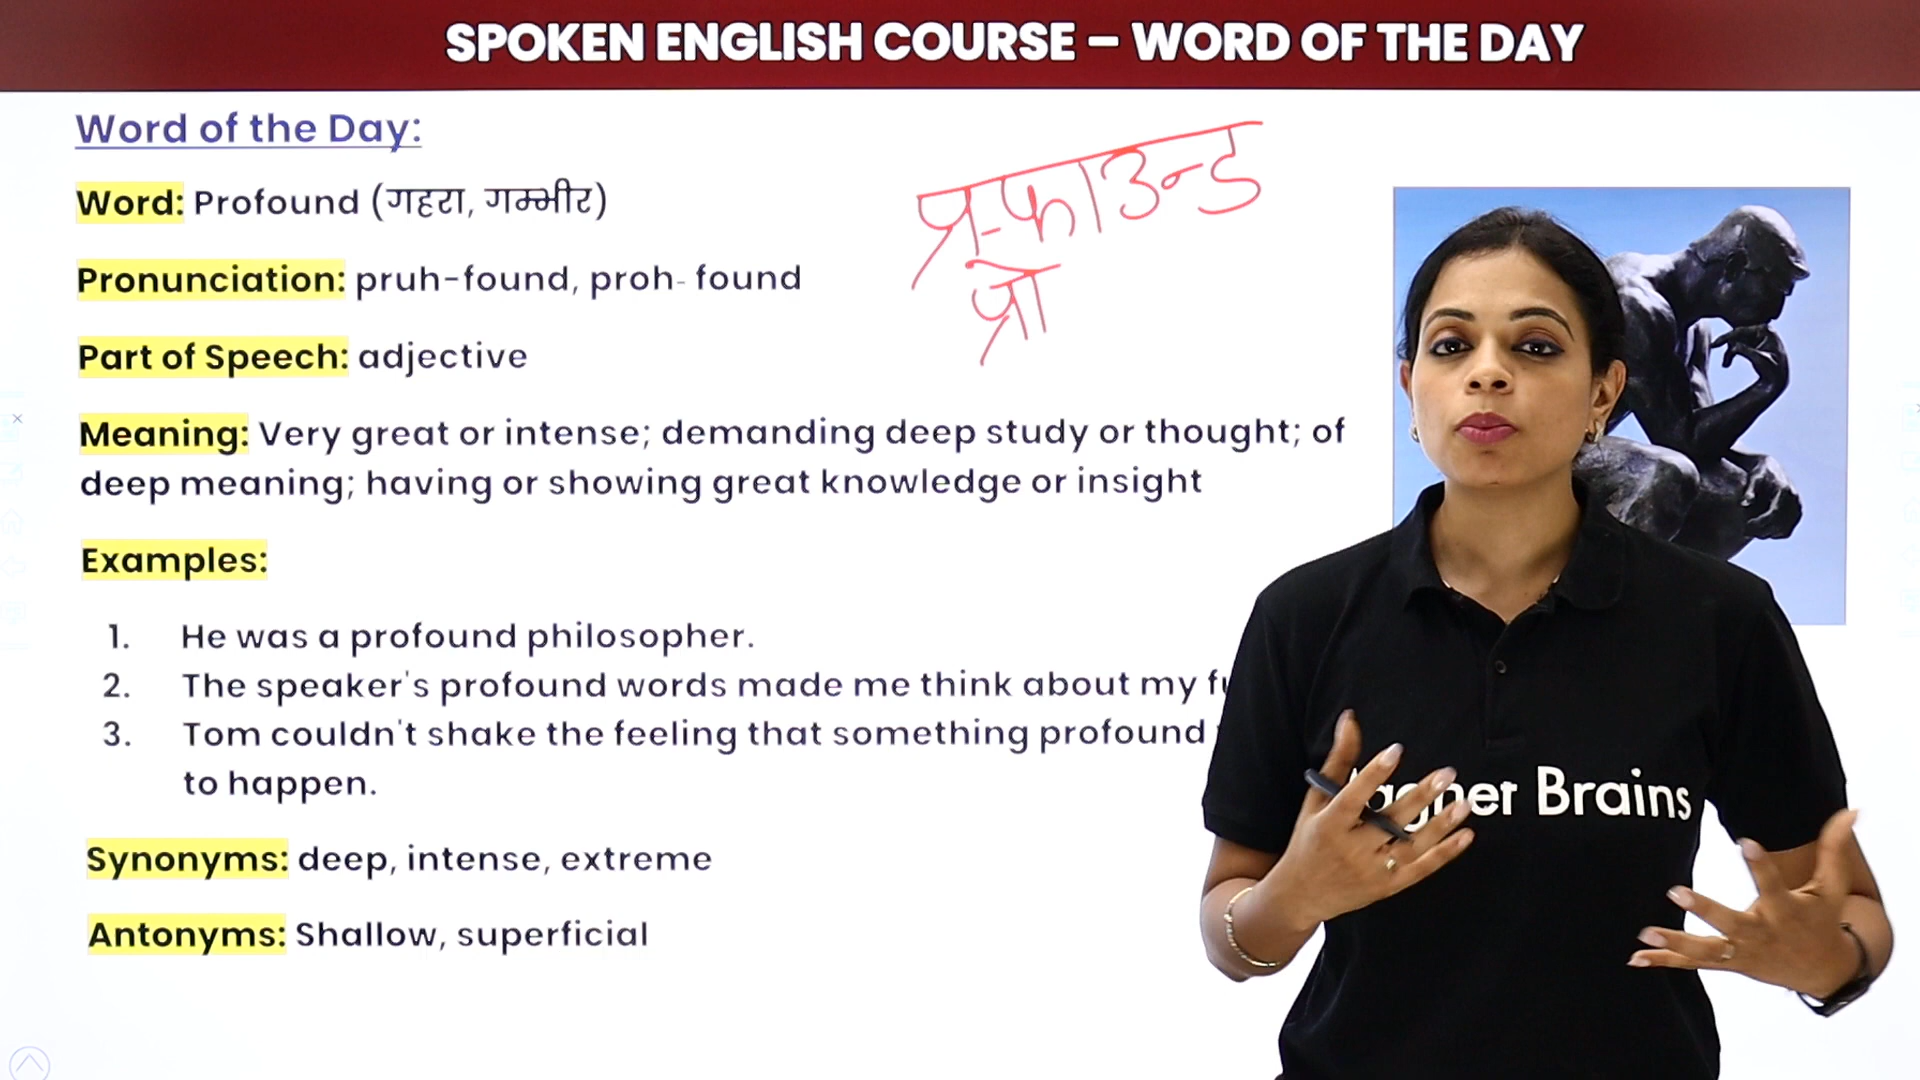 SPOKEN ENGLISH COURSE – WORD OF THE DAY
Word of the Day:
Word: Profound (गहरा, गम्भीर)
प्र-फाउन्ड
प्रो
Pronunciation: pruh-found, proh- found
Part of Speech: adjective
Meaning: Very great or intense; demanding deep study or thought; of
deep meaning; having or showing great knowledge or insight
Examples:
1. He was a profound philosopher.
2. The speaker's profound words made me think about my
3. Tom couldn't shake the feeling that something profound
to happen.
Synonyms: deep, intense, extreme
Antonyms: Shallow, superficial
Brains